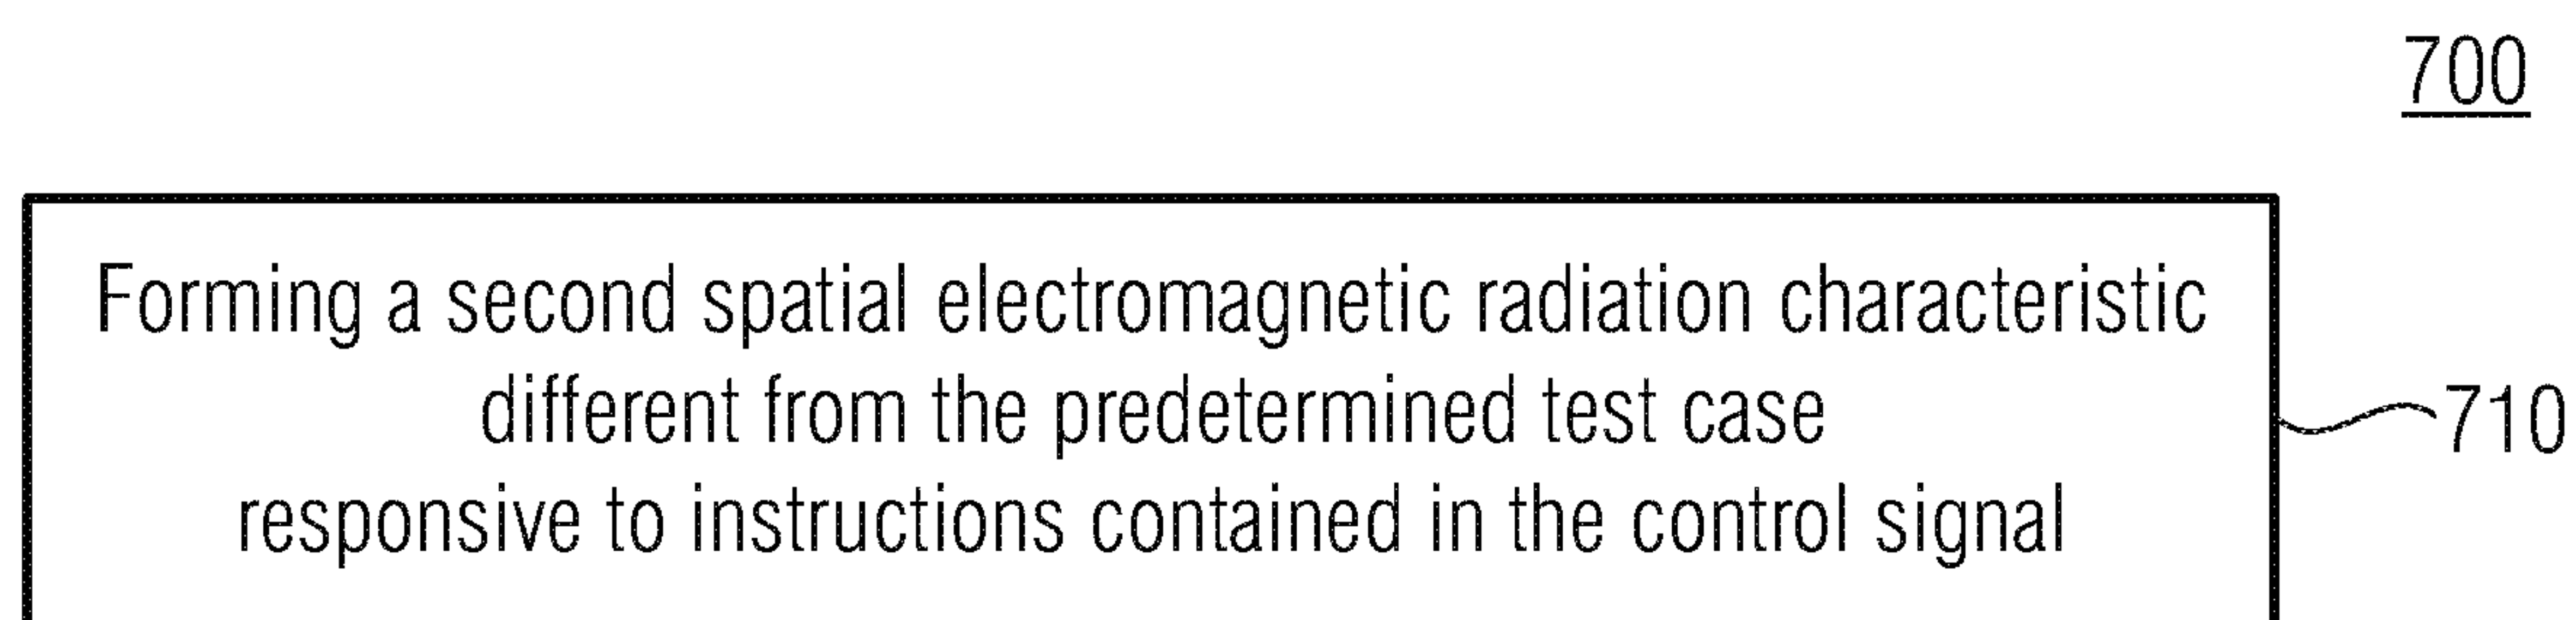 700
Forming a second spatial electromagnetic radiation characteristic
different from the predetermined test case
responsive to instructions contained in the control signal
710